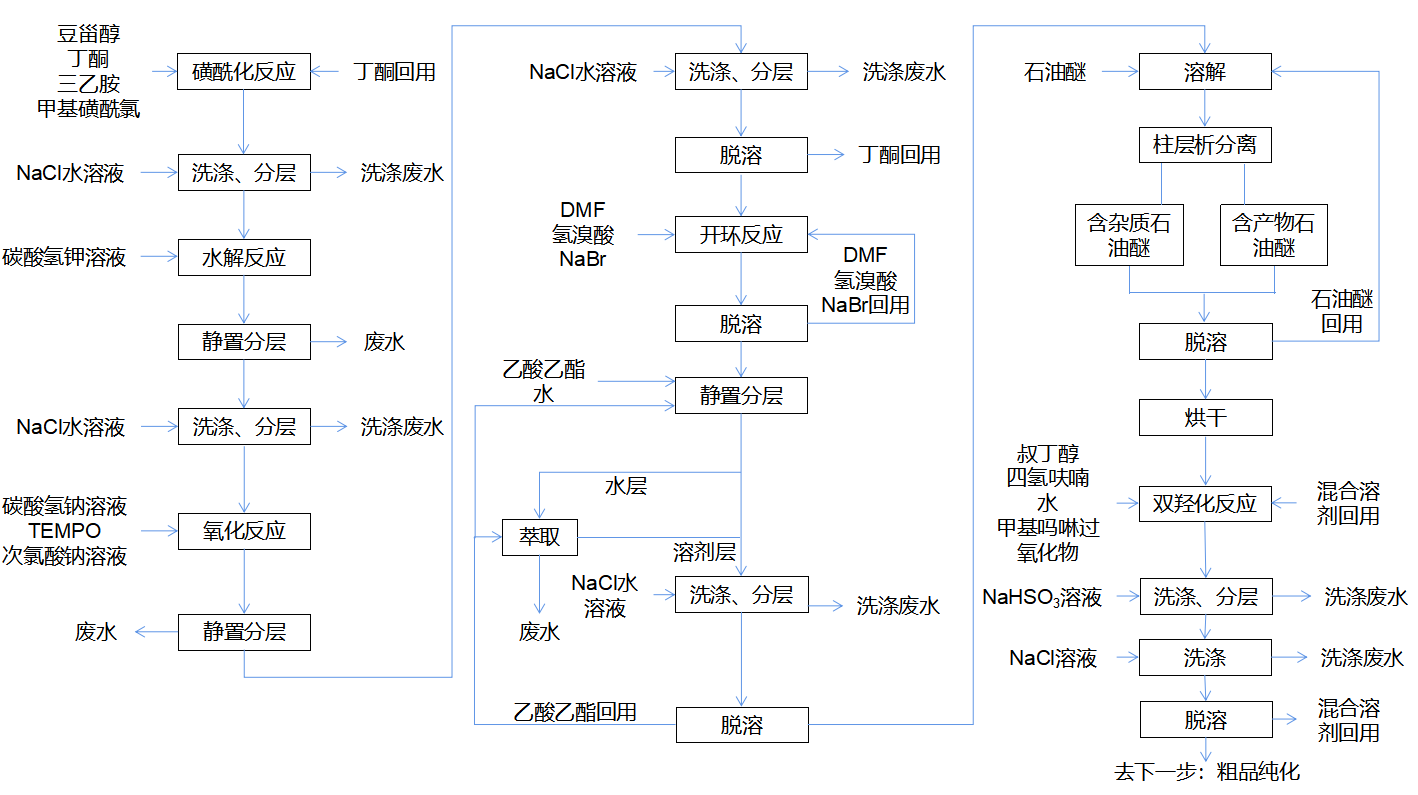 豆甾醇
丁酮
三乙胺
甲基磺酰氯
磺酰化反应
丁酮回用
NaCl水溶液
洗涤、分层
洗涤废水
碳酸氢钾溶液
水解反应
静置分层
废水
NaCl水溶液
洗涤、分层
洗涤废水
碳酸氢钠溶液
TEMPO
次氯酸钠溶液
氧化反应
废水
静置分层
NaCl水溶液
洗涤、分层
洗涤废水
脱溶
丁酮回用
DMF
氢溴酸
NaBr
开环反应
DMF
氢溴酸
NaBr回用
脱溶
乙酸乙酯
水
静置分层
水层
萃取
溶剂层
废水
NaCl水
溶液
洗涤、分层
洗涤废水
乙酸乙酯回用
脱溶
石油醚
溶解
柱层析分离
含杂质石
油醚
含产物石
油醚
石油醚
回用
脱溶
烘干
叔丁醇
四氢呋喃
水
甲基吗啉过
氧化物
双羟化反应
混合溶
剂回用
NaHSO₃溶液
洗涤、分层
洗涤废水
NaCl溶液
洗涤
洗涤废水
脱溶
混合溶
剂回用
去下一步：粗品纯化